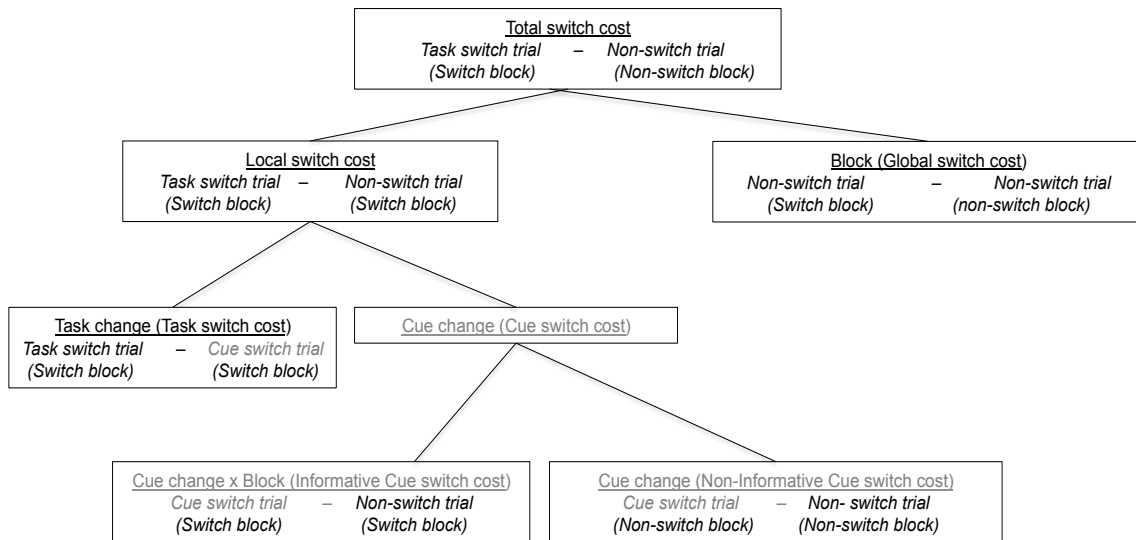 Total switch cost
Task switch trial – Non-switch trial
(Switch block) (Non-switch block)
Local switch cost
Task switch trial – Non-switch trial
(Switch block) (Switch block)
Block (Global switch cost)
Non-switch trial – Non-switch trial
(Switch block) (non-switch block)
Task change (Task switch cost)
Task switch trial – Cue switch trial
(Switch block) (Switch block)
Cue change (Cue switch cost)
Cue change x Block (Informative Cue switch cost)
Cue switch trial – Non-switch trial
(Switch block) (Switch block)
Cue change (Non-Informative Cue switch cost)
Cue switch trial – Non- switch trial
(Non-switch block) (Non-switch block)